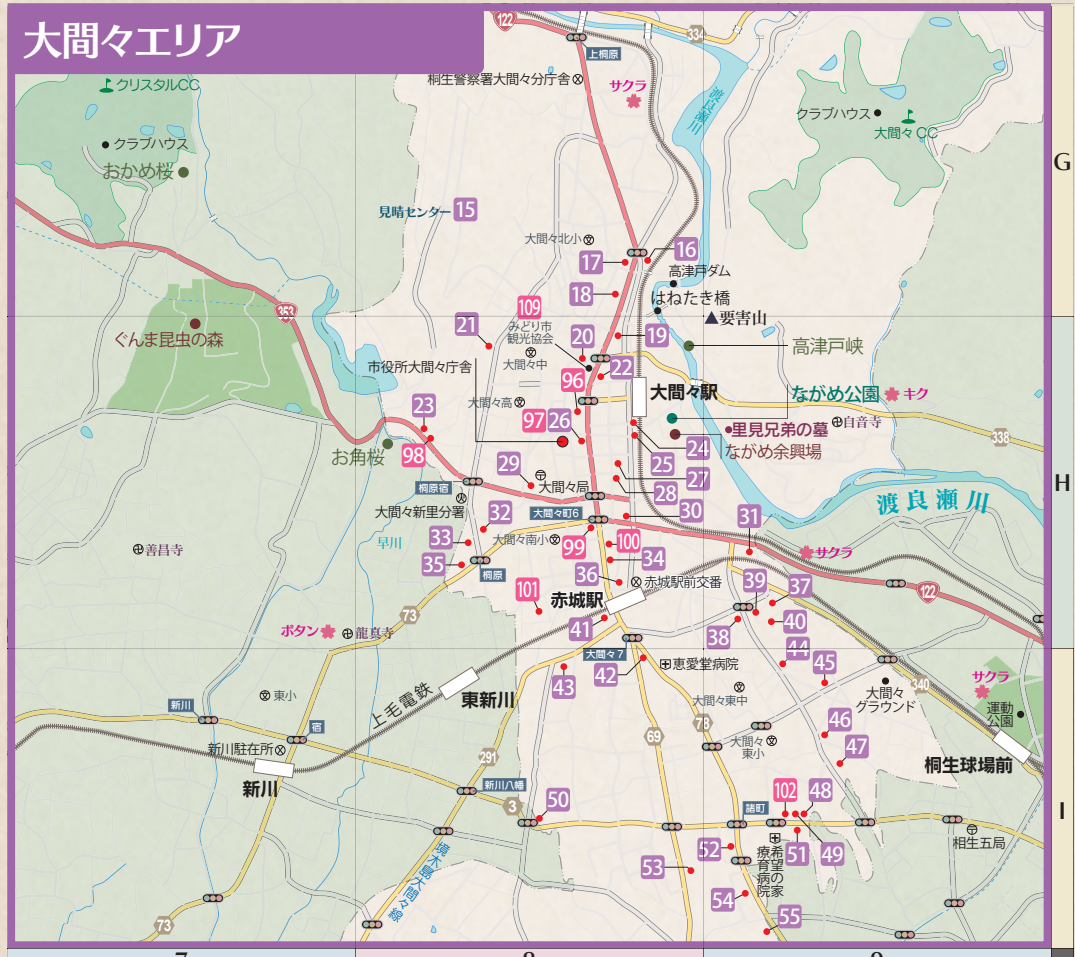 大間々エリア
122
334
上桐原
桐生警察署大間々分庁舎
サクラ
渡良瀬川
クリスタルCC
クラブハウス
おかめ桜
クラブハウス
大間々CC
G
見晴センター 15
大間々北小
16
17
高津戸ダム
18
はねたき橋
要害山
353
ぐんま昆虫の森
109
みどり市
観光協会
21
20
19
大間々中
22
高津戸峡
市役所大間々庁舎
96
大間々駅
ながめ公園
キク
大間々高
97
26
23
98
お角桜
里見兄弟の墓
自音寺
ながめ余興場
24
25
338
29
27
28
大間々局
桐原宿
H
大間々新里分署
大間々町6
30
渡良瀬川
31
32
33
大間々南小
99
100
34
サクラ
早川
善昌寺
35
桐原
36
赤城駅前交番
122
101
赤城駅
39
37
73
41
38
40
ボタン
龍真寺
大間々7
恵愛堂病院
44
43
42
45
東新川
上毛電鉄
東小
大間々東中
大間々
グラウンド
340
サクラ
運動
公園
新川
宿
78
69
46
大間々
東小
47
新川駐在所
新川
291
桐生球場前
新川八幡
3
50
諸町
102
48
I
52
51
49
相生五局
境木島大間々線
希望の家
療育病院
53
54
55
73
7
8
9